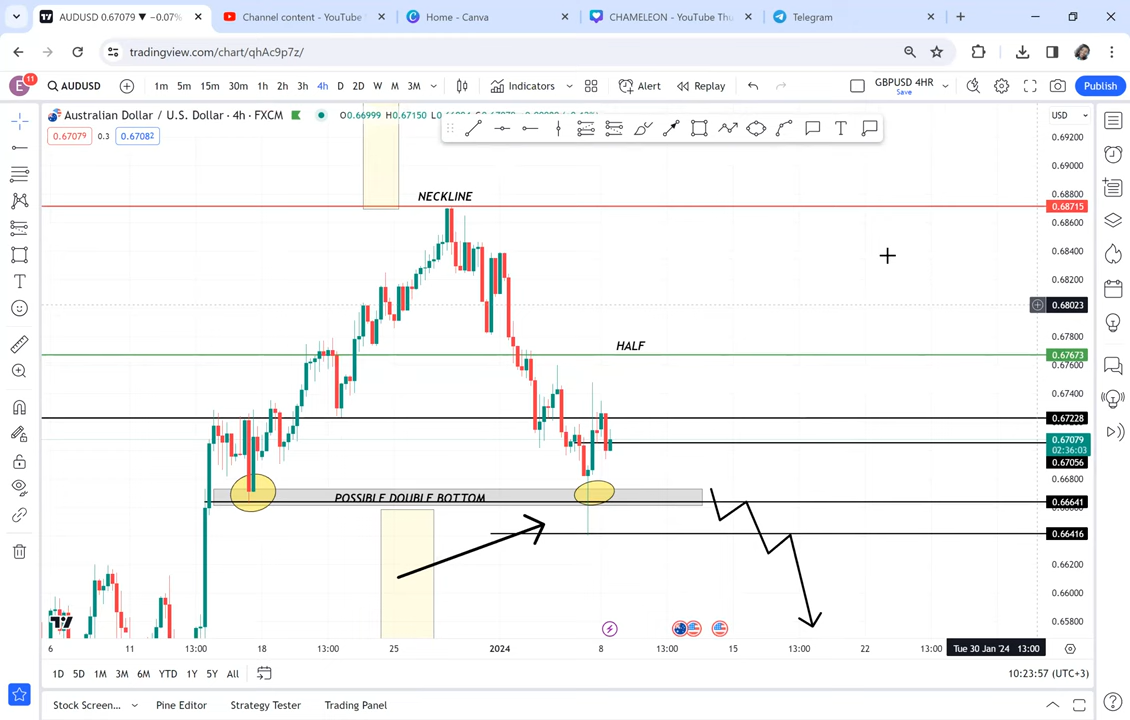 AUDUSD 0.67079 ▼ −0.07%
Channel content - YouTube
Home - Canva
CHAMELEON - YouTube Thu
Telegram
tradingview.com/chart/qhAc9p7z/
E 11
AUDUSD
1m 5m 15m 30m 1h 2h 3h 4h D 2D W M 3M
Indicators
Alert
Replay
GBPUSD 4HR
Save
Publish
Australian Dollar / U.S. Dollar · 4h · FXCM
O0.66999 H0.67150
0.67079 0.3 0.67082
USD
0.69200
0.69000
0.68800
NECKLINE
0.68715
0.68600
0.68400
0.68200
0.68023
0.67800
HALF
0.67673
0.67600
0.67400
0.67228
0.67079
02:36:03
0.67056
0.66800
POSSIBLE DOUBLE BOTTOM
0.66641
0.66416
0.66200
0.66000
0.65800
6 11 13:00 18 13:00 25 2024 8 13:00 15 13:00 22 13:00 Tue 30 Jan '24 13:00
1D 5D 1M 3M 6M YTD 1Y 5Y All
10:23:57 (UTC+3)
Stock Screen... Pine Editor Strategy Tester Trading Panel